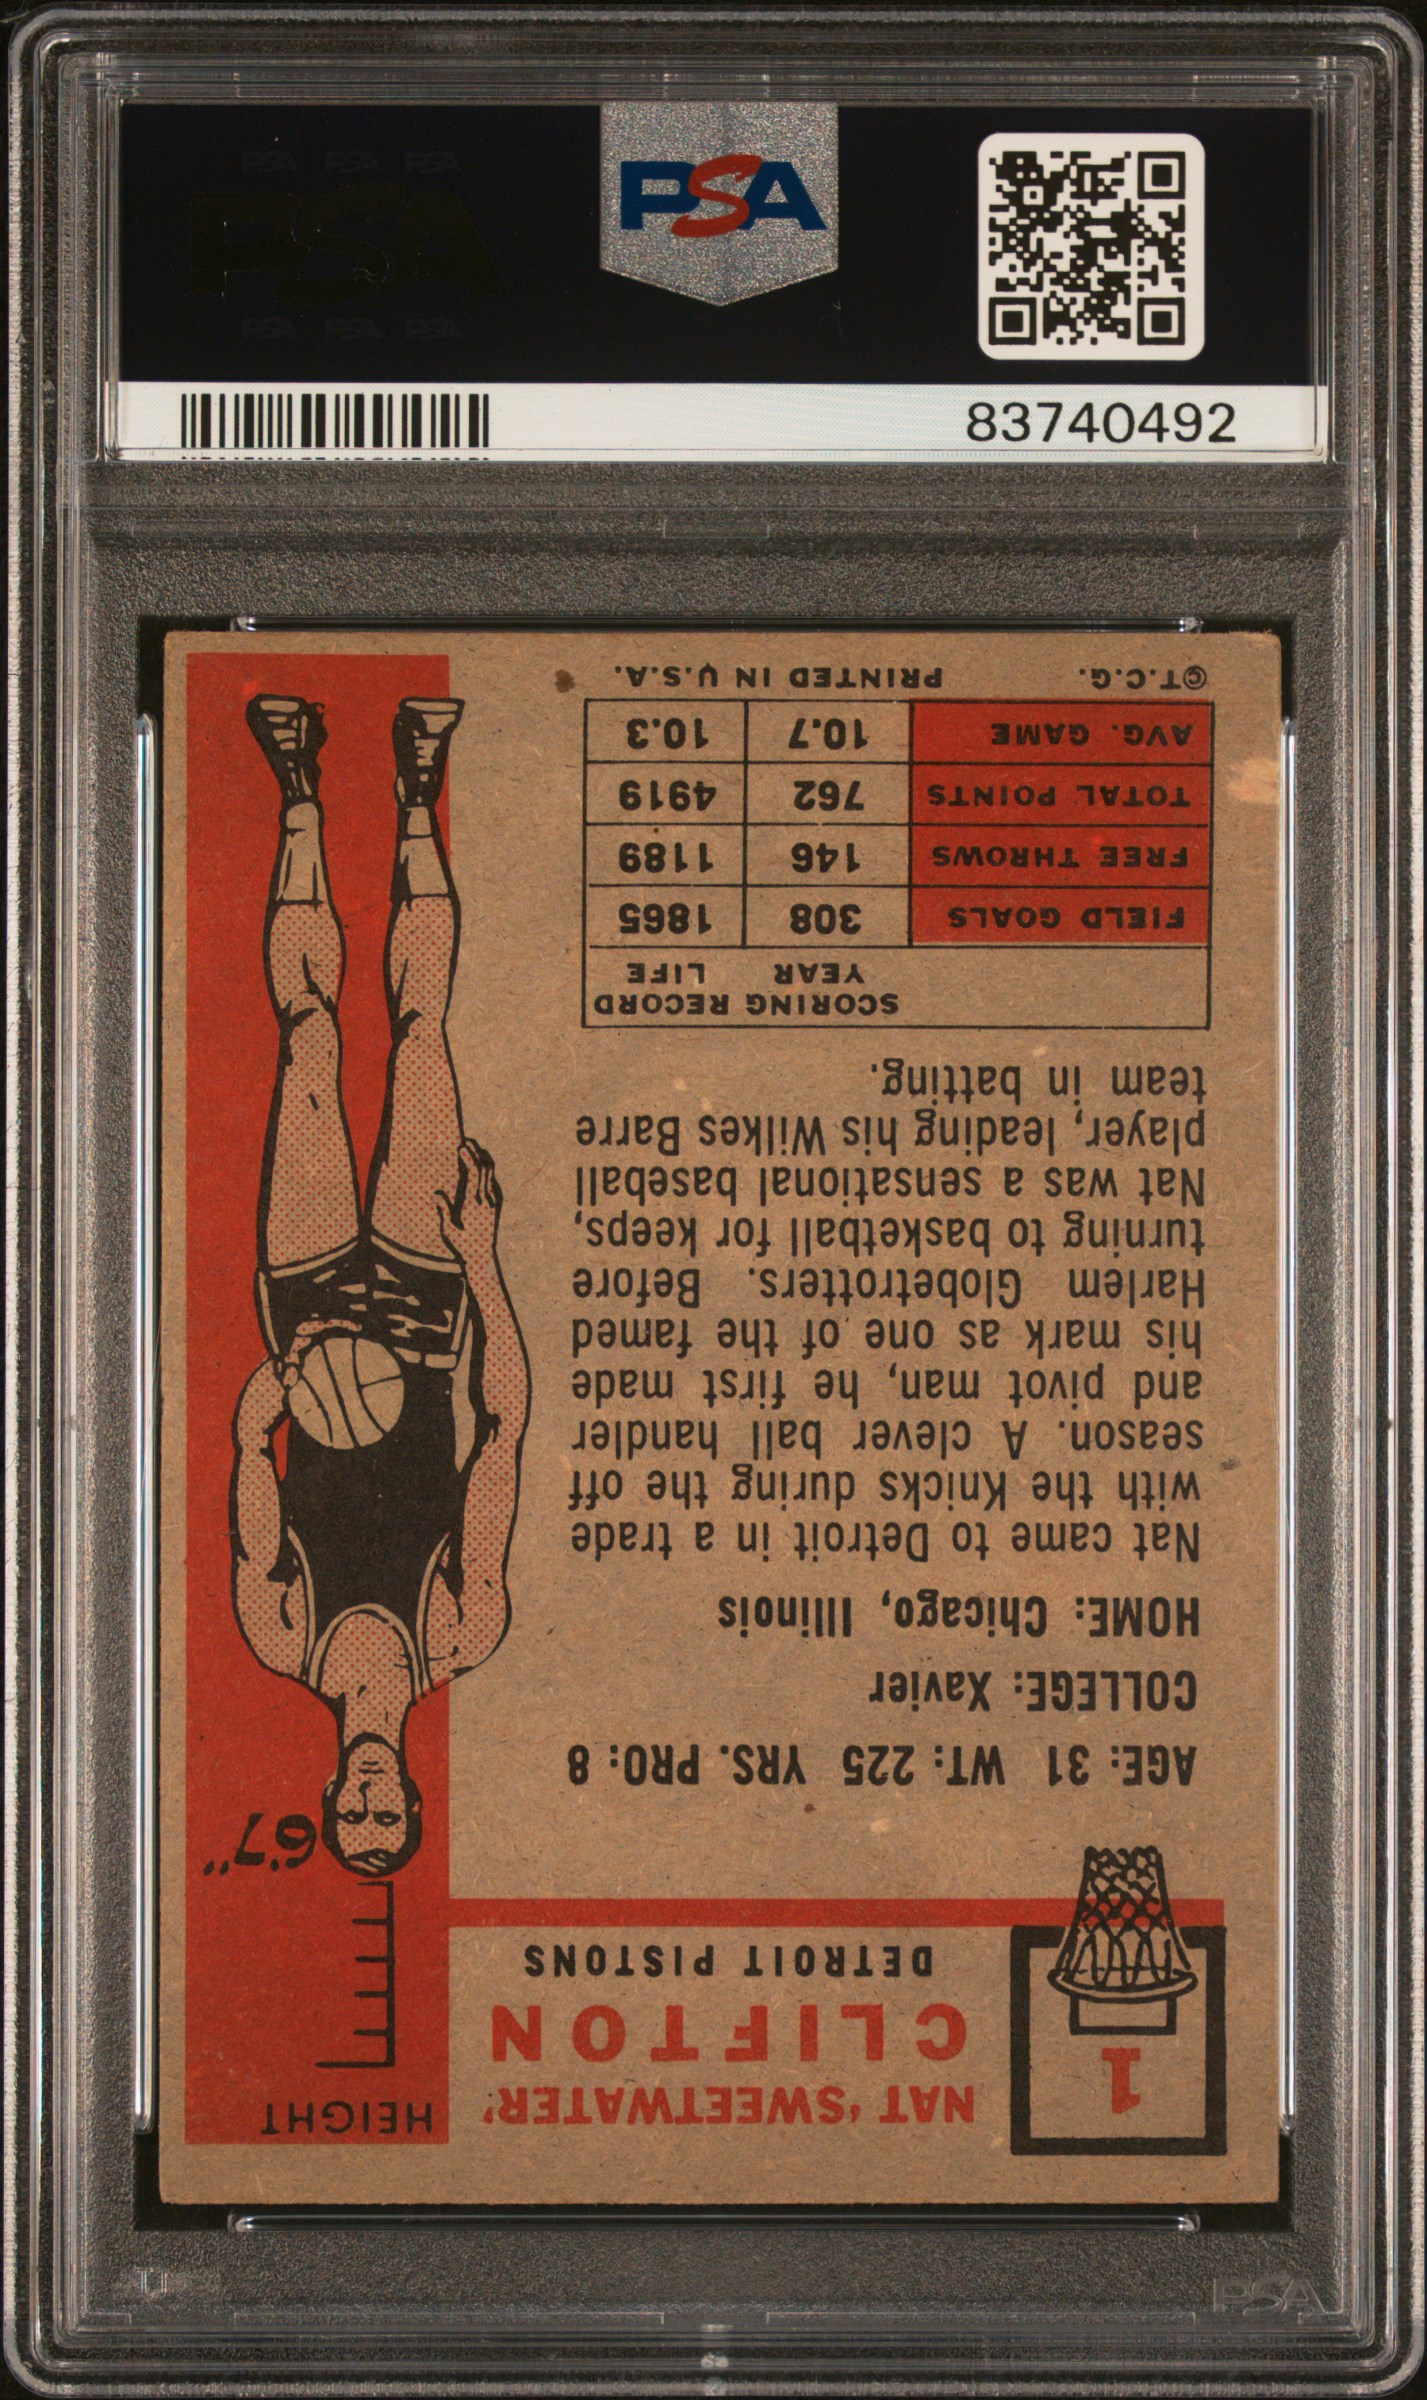 PSA
83740492
1
NAT 'SWEETWATER'
CLIFTON
DETROIT PISTONS
HEIGHT
6'7"
AGE: 31 WT: 225 YRS. PRO: 8
COLLEGE: Xavier
HOME: Chicago, Illinois
Nat came to Detroit in a trade
with the Knicks during the off
season. A clever ball handler
and pivot man, he first made
his mark as one of the famed
Harlem Globetrotters. Before
turning to basketball for keeps,
Nat was a sensational baseball
player, leading his Wilkes Barre
team in batting.
SCORING RECORD
YEAR LIFE
FIELD GOALS 308 1865
FREE THROWS 146 1189
TOTAL POINTS 762 4919
AVG. GAME 10.7 10.3
©T.C.G. PRINTED IN U.S.A.
PSA